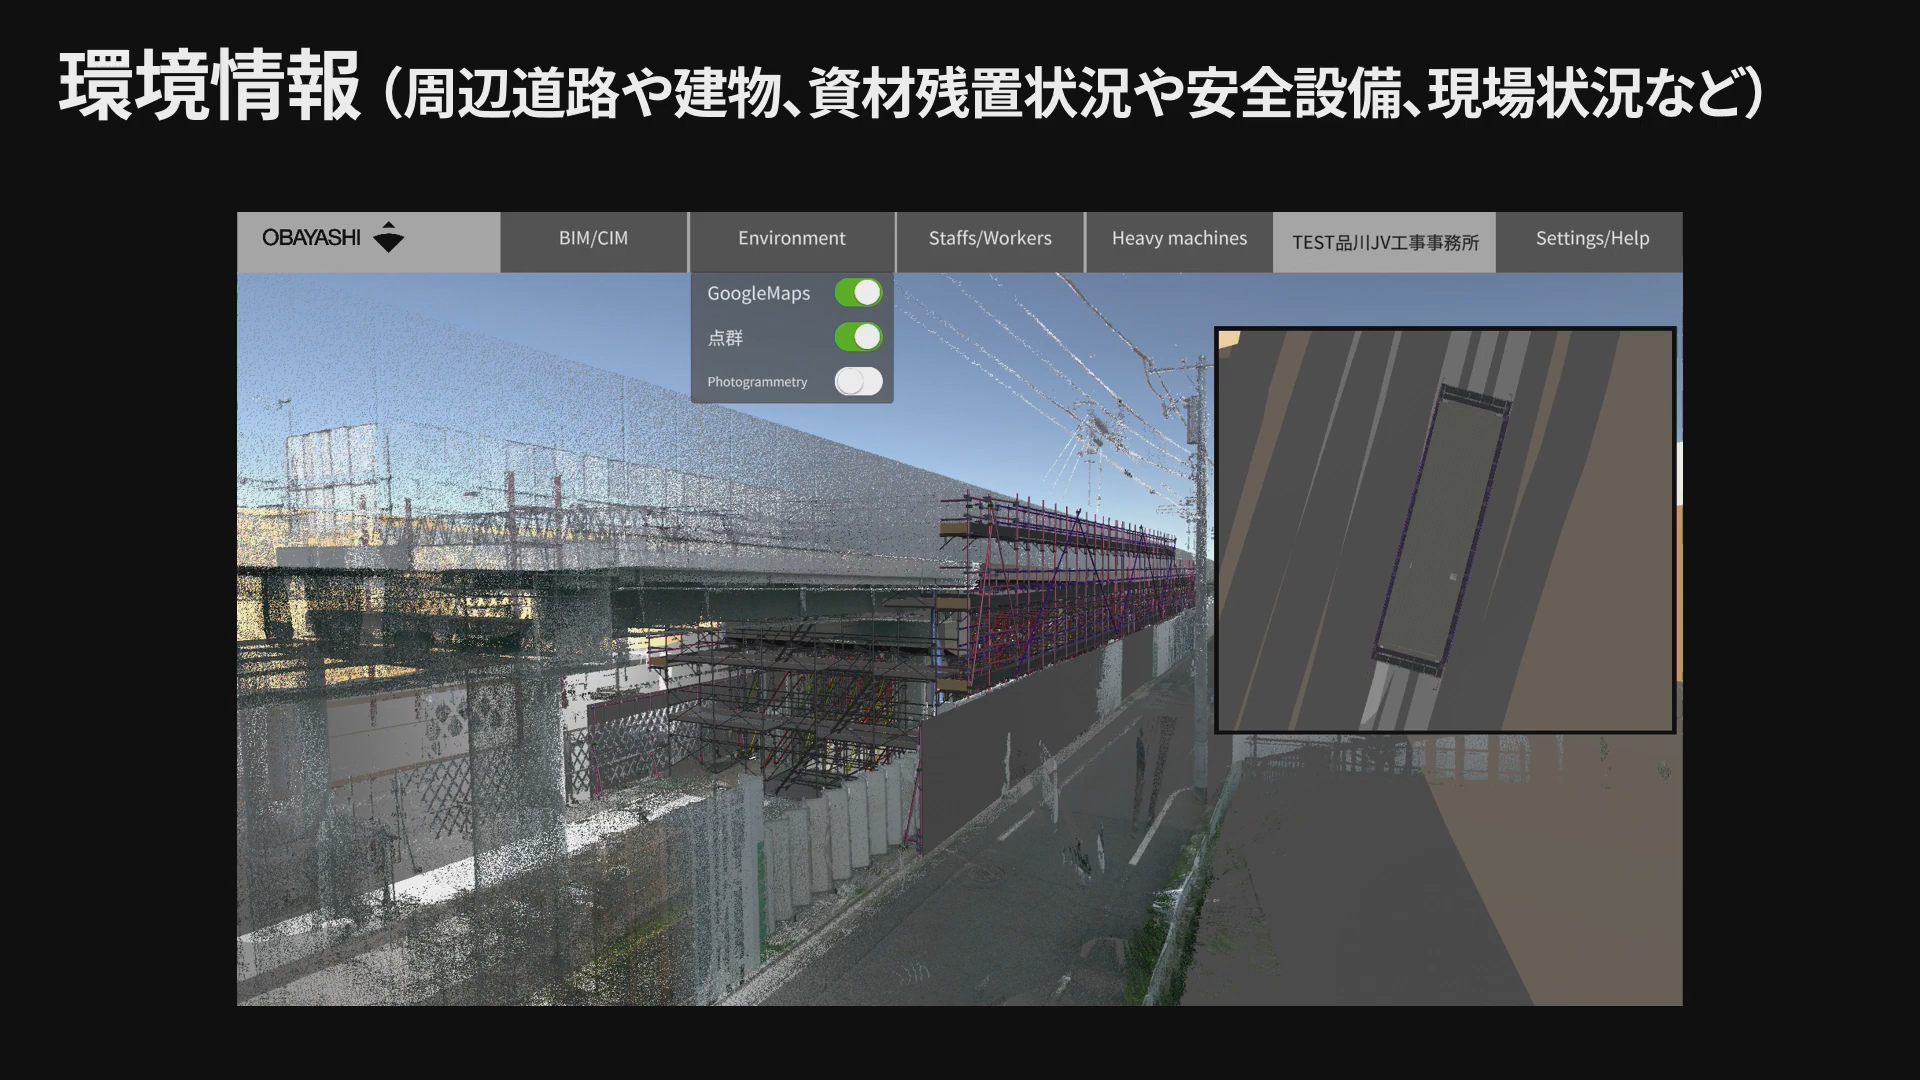 環境情報（周辺道路や建物、資材残置状況や安全設備、現場状況など）
OBAYASHI
BIM/CIM
Environment
Staffs/Workers
Heavy machines
TEST品川JV工事事務所
Settings/Help
GoogleMaps
点群
Photogrammetry